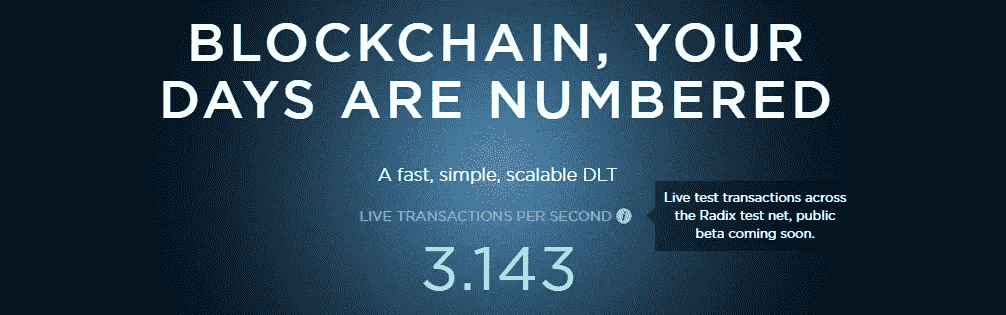 BLOCKCHAIN, YOUR
DAYS ARE NUMBERED
A fast, simple, scalable DLT
LIVE TRANSACTIONS PER SECOND i
Live test transactions across
the Radix test net, public
beta coming soon.
3.143